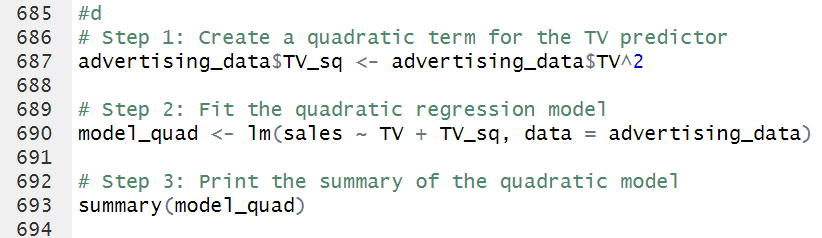 685 #d
686 # Step 1: Create a quadratic term for the TV predictor
687 advertising_data$TV_sq <- advertising_data$TV^2
688
689 # Step 2: Fit the quadratic regression model
690 model_quad <- lm(sales ~ TV + TV_sq, data = advertising_data)
691
692 # Step 3: Print the summary of the quadratic model
693 summary(model_quad)
694